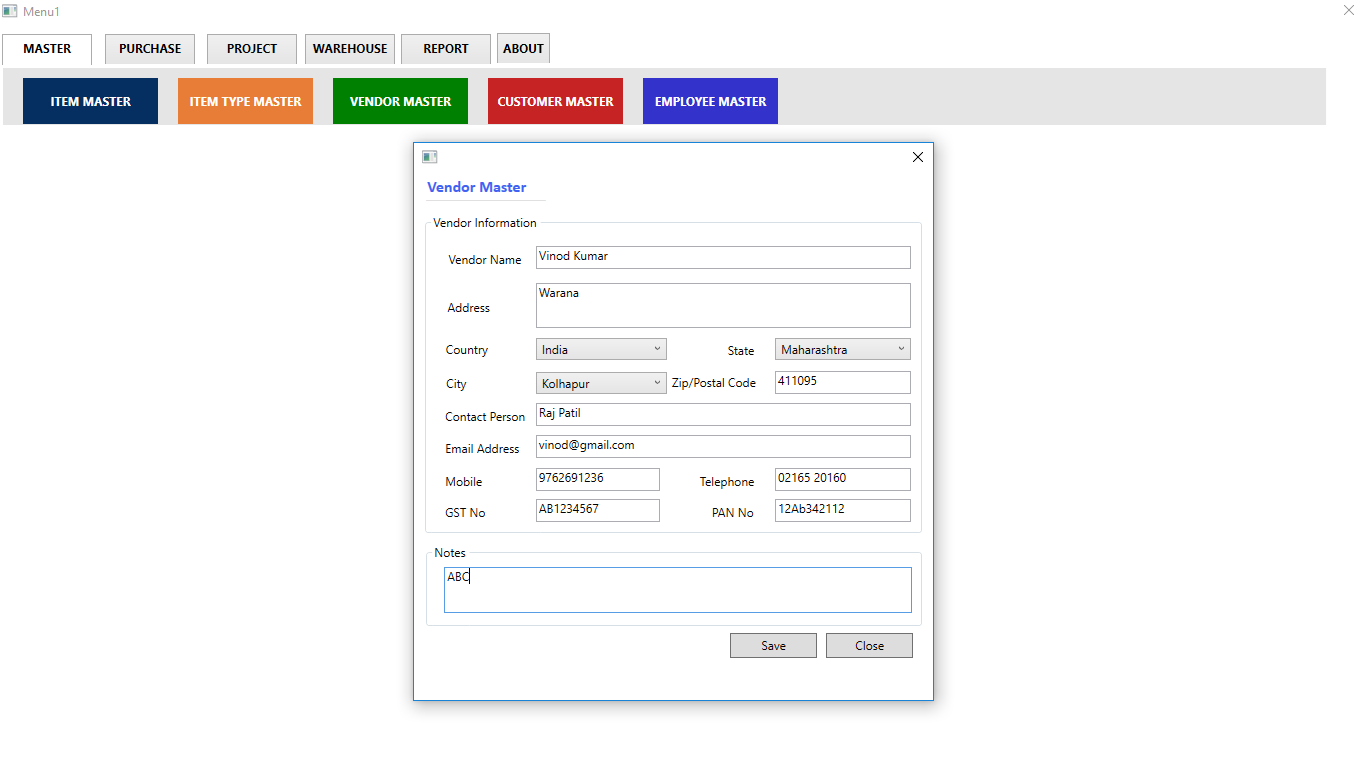 Menu1
MASTER PURCHASE PROJECT WAREHOUSE REPORT ABOUT
ITEM MASTER ITEM TYPE MASTER VENDOR MASTER CUSTOMER MASTER EMPLOYEE MASTER
Vendor Master
Vendor Information
Vendor Name Vinod Kumar
Address Warana
Country India State Maharashtra
City Kolhapur Zip/Postal Code 411095
Contact Person Raj Patil
Email Address vinod@gmail.com
Mobile 9762691236 Telephone 02165 20160
GST No AB1234567 PAN No 12Ab342112
Notes
ABC
Save Close